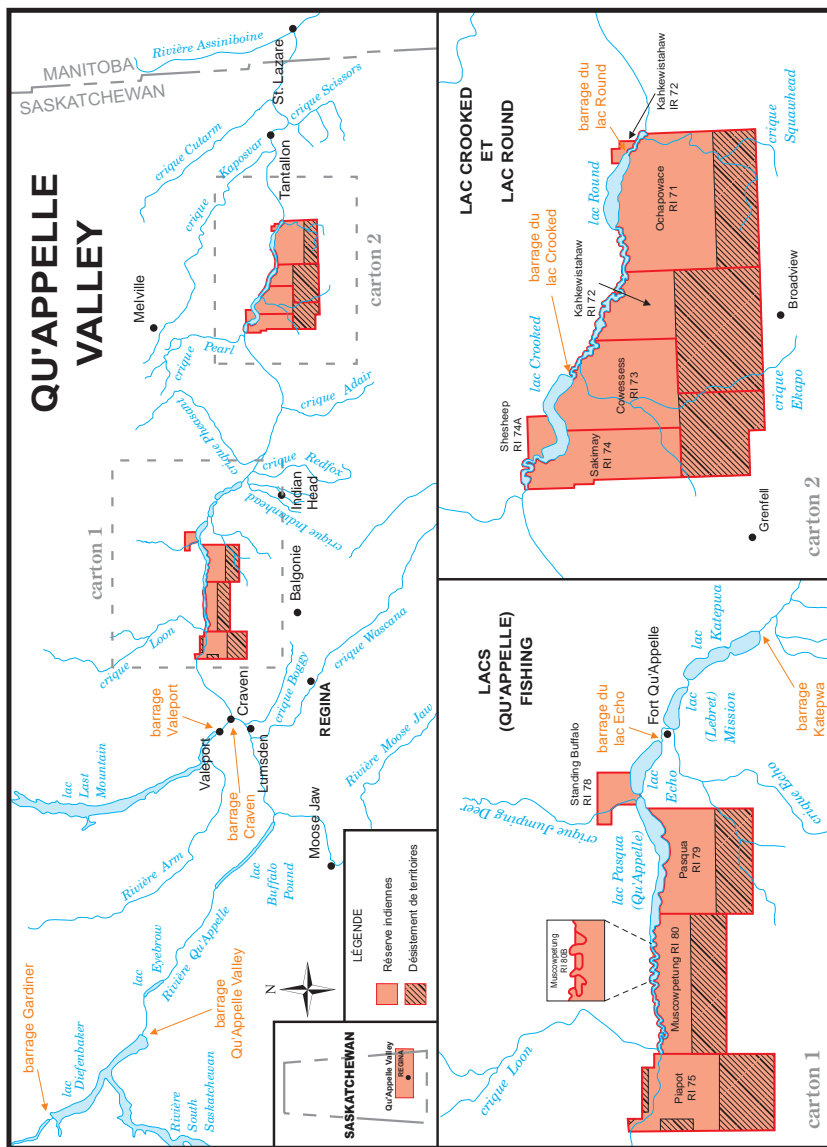 QU'APPELLE
VALLEY
MANITOBA
SASKATCHEWAN
Rivière Assiniboine
St. Lazare
crique Scissors
crique Cutarm
crique Kaposvar
Tantallon
Melville
carton 2
crique Pearl
crique Adair
crique Pheasant
crique Redfox
Indian
Head
crique Indianhead
carton 1
Balgonie
crique Loon
crique Wascana
crique Boggy
REGINA
barrage
Valeport
Craven
Valeport
Lumsden
barrage
Craven
lac
Last
Mountain
Rivière Moose Jaw
Moose Jaw
Rivière Arm
lac
Buffalo
Pound
Rivière Qu'Appelle
lac
Eyebrow
barrage
Qu'Appelle Valley
barrage Gardiner
lac
Diefenbaker
Rivière
South
Saskatchewan
N
LÉGENDE
Réserve indiennes
Désistement de territoires
SASKATCHEWAN
Qu'Appelle Valley
REGINA
LACS
(QU'APPELLE)
FISHING
carton 1
crique Loon
Piapot
RI 75
Muscowpetung
RI 80B
Muscowpetung RI 80
lac Pasqua
(Qu'Appelle)
Pasqua
RI 79
crique Jumping Deer
Standing Buffalo
RI 78
lac
Echo
barrage du
lac Echo
Fort Qu'Appelle
crique Echo
lac
(Lebret)
Mission
lac
Katepwa
barrage
Katepwa
LAC CROOKED
ET
LAC ROUND
carton 2
Grenfell
Shesheep
RI 74A
Sakimay
RI 74
lac Crooked
barrage du
lac Crooked
Cowessess
RI 73
crique
Ekapo
Kahkewistahaw
RI 72
Broadview
lac Round
Ochapowace
RI 71
barrage du
lac Round
Kahkewistahaw
IR 72
crique
Squawhead